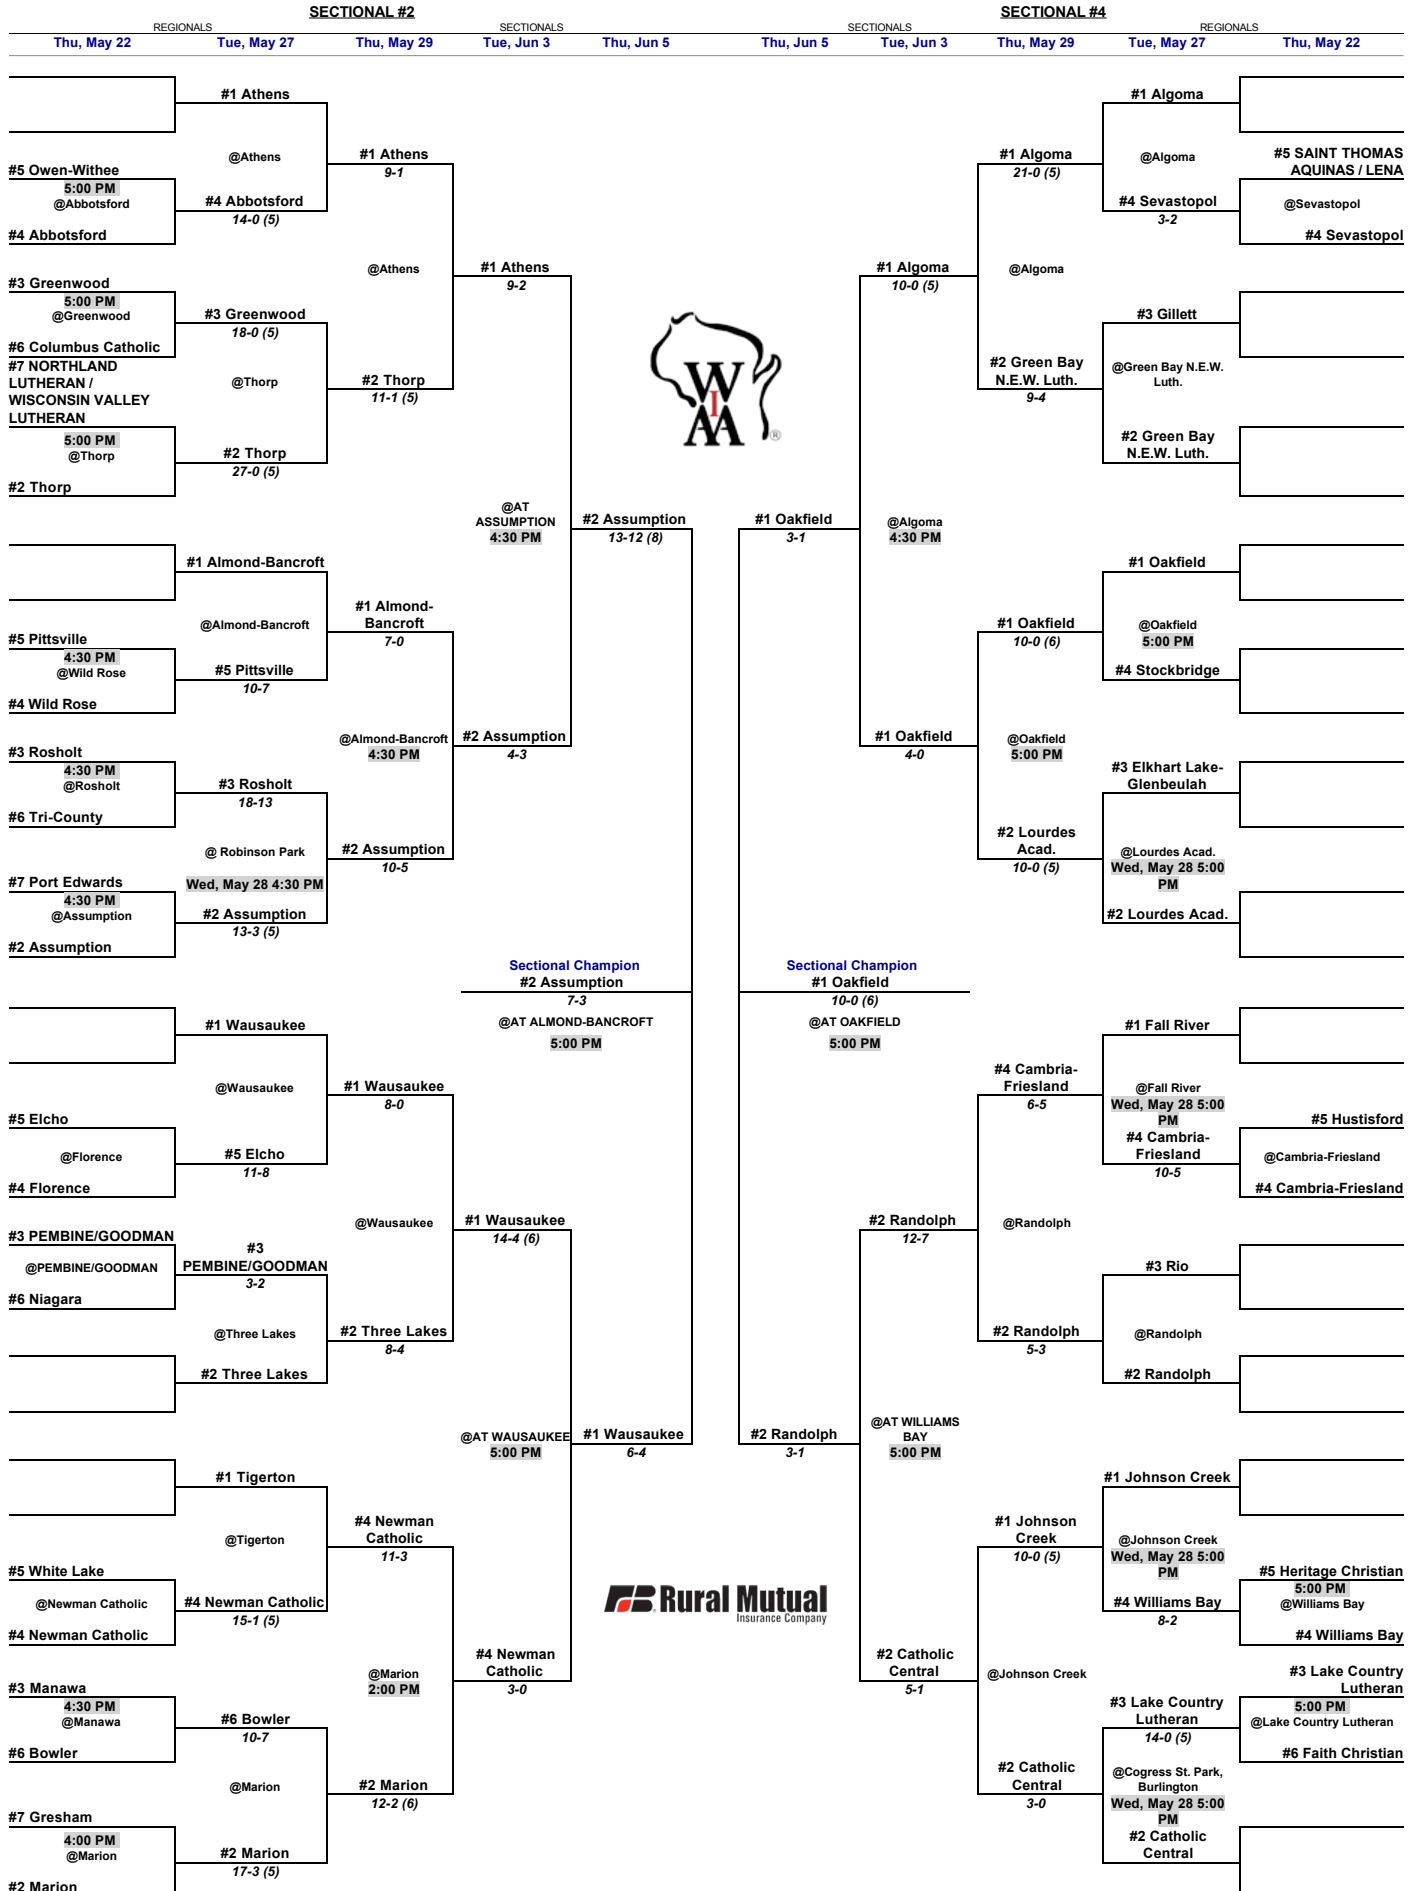 SECTIONAL #2
SECTIONAL #4
REGIONALS
SECTIONALS
SECTIONALS
REGIONALS
Thu, May 22
Tue, May 27
Thu, May 29
Tue, Jun 3
Thu, Jun 5
Thu, Jun 5
Tue, Jun 3
Thu, May 29
Tue, May 27
Thu, May 22
#5 Owen-Withee
5:00 PM
@Abbotsford
#4 Abbotsford
#3 Greenwood
5:00 PM
@Greenwood
#6 Columbus Catholic
#7 NORTHLAND
LUTHERAN /
WISCONSIN VALLEY
LUTHERAN
5:00 PM
@Thorp
#2 Thorp
#5 Pittsville
4:30 PM
@Wild Rose
#4 Wild Rose
#3 Rosholt
4:30 PM
@Rosholt
#6 Tri-County
#7 Port Edwards
4:30 PM
@Assumption
#2 Assumption
#5 Elcho
@Florence
#4 Florence
#3 PEMBINE/GOODMAN
@PEMBINE/GOODMAN
#6 Niagara
#5 White Lake
@Newman Catholic
#4 Newman Catholic
#3 Manawa
4:30 PM
@Manawa
#6 Bowler
#7 Gresham
4:00 PM
@Marion
#2 Marion
#1 Athens
@Athens
#4 Abbotsford
14-0 (5)
#3 Greenwood
18-0 (5)
@Thorp
#2 Thorp
27-0 (5)
#1 Almond-Bancroft
@Almond-Bancroft
#5 Pittsville
10-7
#3 Rosholt
18-13
@ Robinson Park
Wed, May 28 4:30 PM
#2 Assumption
13-3 (5)
#1 Wausaukee
@Wausaukee
#5 Elcho
11-8
#3
PEMBINE/GOODMAN
3-2
@Three Lakes
#2 Three Lakes
#1 Tigerton
@Tigerton
#4 Newman Catholic
15-1 (5)
#6 Bowler
10-7
@Marion
#2 Marion
17-3 (5)
#1 Athens
9-1
@Athens
#2 Thorp
11-1 (5)
#1 Almond-
Bancroft
7-0
@Almond-Bancroft
4:30 PM
#2 Assumption
10-5
#1 Wausaukee
8-0
@Wausaukee
#2 Three Lakes
8-4
#4 Newman
Catholic
11-3
@Marion
2:00 PM
#2 Marion
12-2 (6)
#1 Athens
9-2
@AT
ASSUMPTION
4:30 PM
#2 Assumption
4-3
#1 Wausaukee
14-4 (6)
@AT WAUSAUKEE
5:00 PM
#4 Newman
Catholic
3-0
#2 Assumption
13-12 (8)
Sectional Champion
#2 Assumption
7-3
@AT ALMOND-BANCROFT
5:00 PM
#1 Wausaukee
6-4
WIAA
®
Rural Mutual
Insurance Company
#1 Oakfield
3-1
Sectional Champion
#1 Oakfield
10-0 (6)
@AT OAKFIELD
5:00 PM
#2 Randolph
3-1
#1 Algoma
10-0 (5)
@Algoma
4:30 PM
#1 Oakfield
4-0
#2 Randolph
12-7
@AT WILLIAMS
BAY
5:00 PM
#2 Catholic
Central
5-1
#1 Algoma
21-0 (5)
@Algoma
#2 Green Bay
N.E.W. Luth.
9-4
#1 Oakfield
10-0 (6)
@Oakfield
5:00 PM
#2 Lourdes
Acad.
10-0 (5)
#4 Cambria-
Friesland
6-5
@Randolph
#2 Randolph
5-3
#1 Johnson
Creek
10-0 (5)
@Johnson Creek
#2 Catholic
Central
3-0
#1 Algoma
@Algoma
#4 Sevastopol
3-2
#3 Gillett
@Green Bay N.E.W.
Luth.
#2 Green Bay
N.E.W. Luth.
#1 Oakfield
@Oakfield
5:00 PM
#4 Stockbridge
#3 Elkhart Lake-
Glenbeulah
@Lourdes Acad.
Wed, May 28 5:00
PM
#2 Lourdes Acad.
#1 Fall River
@Fall River
Wed, May 28 5:00
PM
#4 Cambria-
Friesland
10-5
#3 Rio
@Randolph
#2 Randolph
#1 Johnson Creek
@Johnson Creek
Wed, May 28 5:00
PM
#4 Williams Bay
8-2
#3 Lake Country
Lutheran
14-0 (5)
@Cogress St. Park,
Burlington
Wed, May 28 5:00
PM
#2 Catholic
Central
#5 SAINT THOMAS
AQUINAS / LENA
@Sevastopol
#4 Sevastopol
#5 Hustisford
@Cambria-Friesland
#4 Cambria-Friesland
#5 Heritage Christian
5:00 PM
@Williams Bay
#4 Williams Bay
#3 Lake Country
Lutheran
5:00 PM
@Lake Country Lutheran
#6 Faith Christian